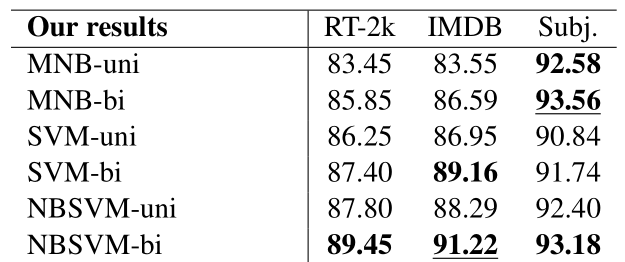 Our results RT-2k IMDB Subj.
MNB-uni 83.45 83.55 92.58
MNB-bi 85.85 86.59 93.56
SVM-uni 86.25 86.95 90.84
SVM-bi 87.40 89.16 91.74
NBSVM-uni 87.80 88.29 92.40
NBSVM-bi 89.45 91.22 93.18